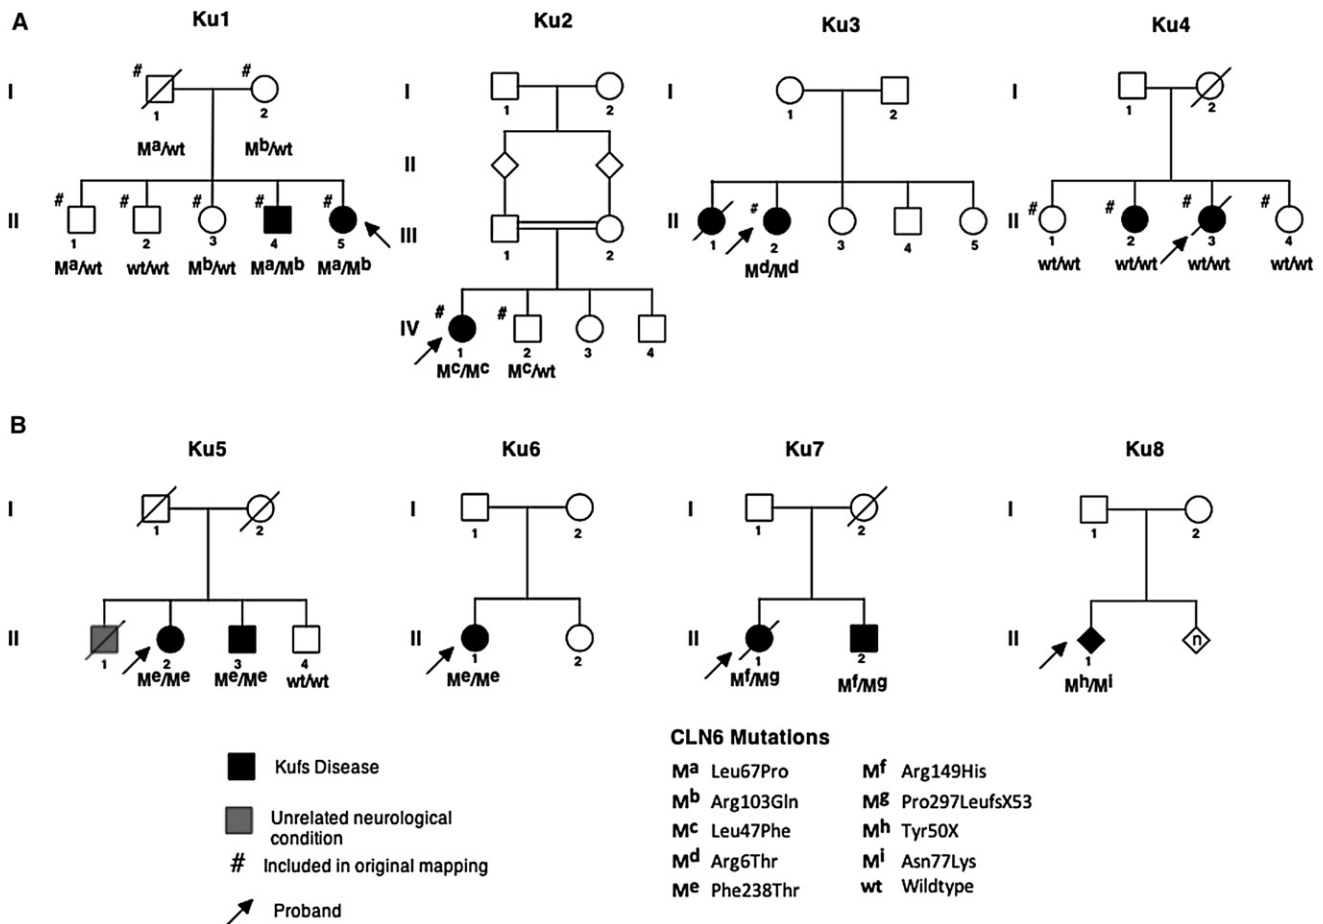 A
Ku1 Ku2 Ku3 Ku4
I # # I I I
1 2 1 2 1 2 1 2
Mᵃ/wt Mᵇ/wt
II
# # # # # # # # # #
II III II II
1 2 3 4 5 1 2 1 2 3 4 5 1 2 3 4
Mᵃ/wt wt/wt Mᵇ/wt Mᵃ/Mᵇ Mᵃ/Mᵇ Mᵈ/Mᵈ wt/wt wt/wt wt/wt wt/wt
IV # #
1 2 3 4
Mᶜ/Mᶜ Mᶜ/wt
B
Ku5 Ku6 Ku7 Ku8
I I I I
1 2 1 2 1 2 1 2
II II II II n
1 2 3 4 1 2 1 2 1
Mᵉ/Mᵉ Mᵉ/Mᵉ wt/wt Mᵉ/Mᵉ Mᶠ/Mᵍ Mᶠ/Mᵍ Mʰ/Mⁱ
Kufs Disease
Unrelated neurological
condition
# Included in original mapping
Proband
CLN6 Mutations
Mᵃ Leu67Pro Mᶠ Arg149His
Mᵇ Arg103Gln Mᵍ Pro297LeufsX53
Mᶜ Leu47Phe Mʰ Tyr50X
Mᵈ Arg6Thr Mⁱ Asn77Lys
Mᵉ Phe238Thr wt Wildtype